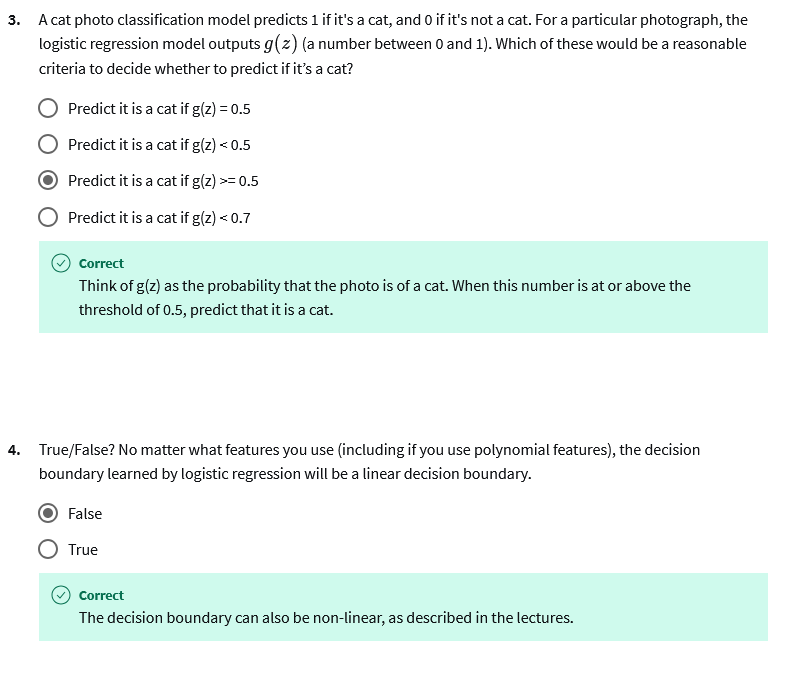 3. A cat photo classification model predicts 1 if it's a cat, and 0 if it's not a cat. For a particular photograph, the
logistic regression model outputs g(z) (a number between 0 and 1). Which of these would be a reasonable
criteria to decide whether to predict if it’s a cat?
Predict it is a cat if g(z) = 0.5
Predict it is a cat if g(z) < 0.5
Predict it is a cat if g(z) >= 0.5
Predict it is a cat if g(z) < 0.7
Correct
Think of g(z) as the probability that the photo is of a cat. When this number is at or above the
threshold of 0.5, predict that it is a cat.
4. True/False? No matter what features you use (including if you use polynomial features), the decision
boundary learned by logistic regression will be a linear decision boundary.
False
True
Correct
The decision boundary can also be non-linear, as described in the lectures.